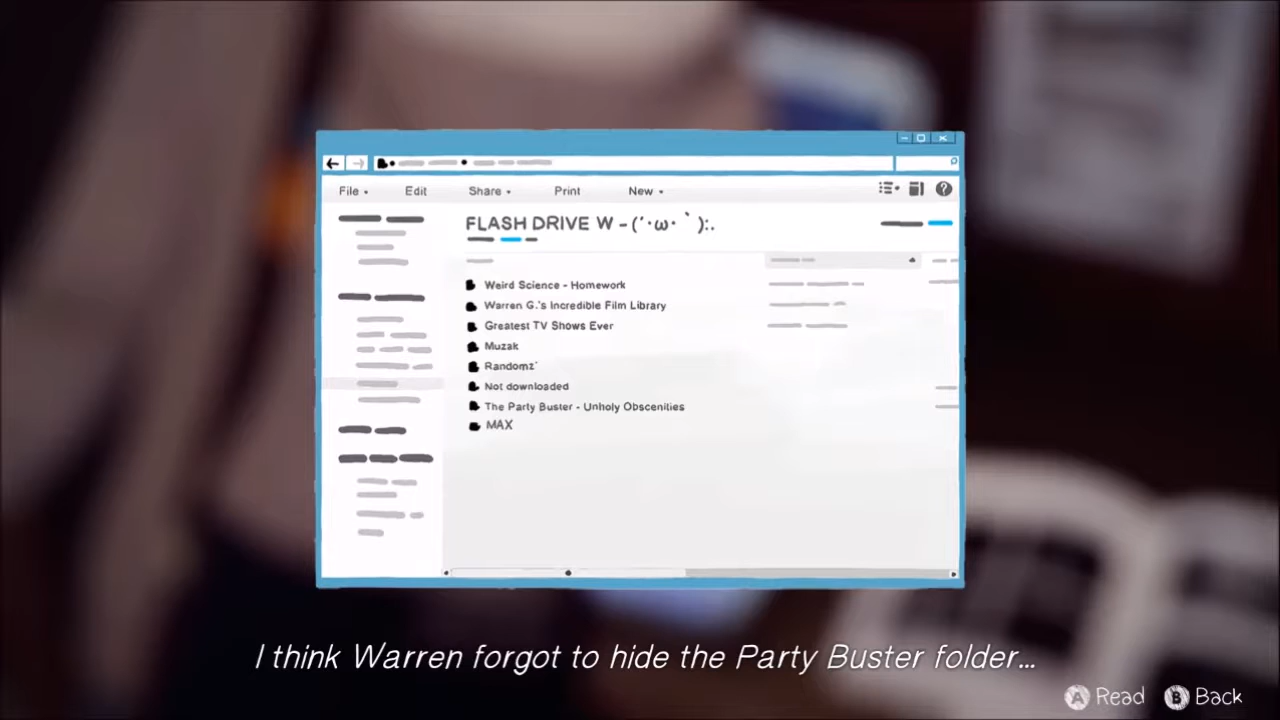 File Edit Share Print New
FLASH DRIVE W -(´·ω·｀):.
Weird Science - Homework
Warren G.'s Incredible Film Library
Greatest TV Shows Ever
Muzak
Randomz'
Not downloaded
The Party Buster - Unholy Obscenities
MAX
I think Warren forgot to hide the Party Buster folder...
A Read B Back